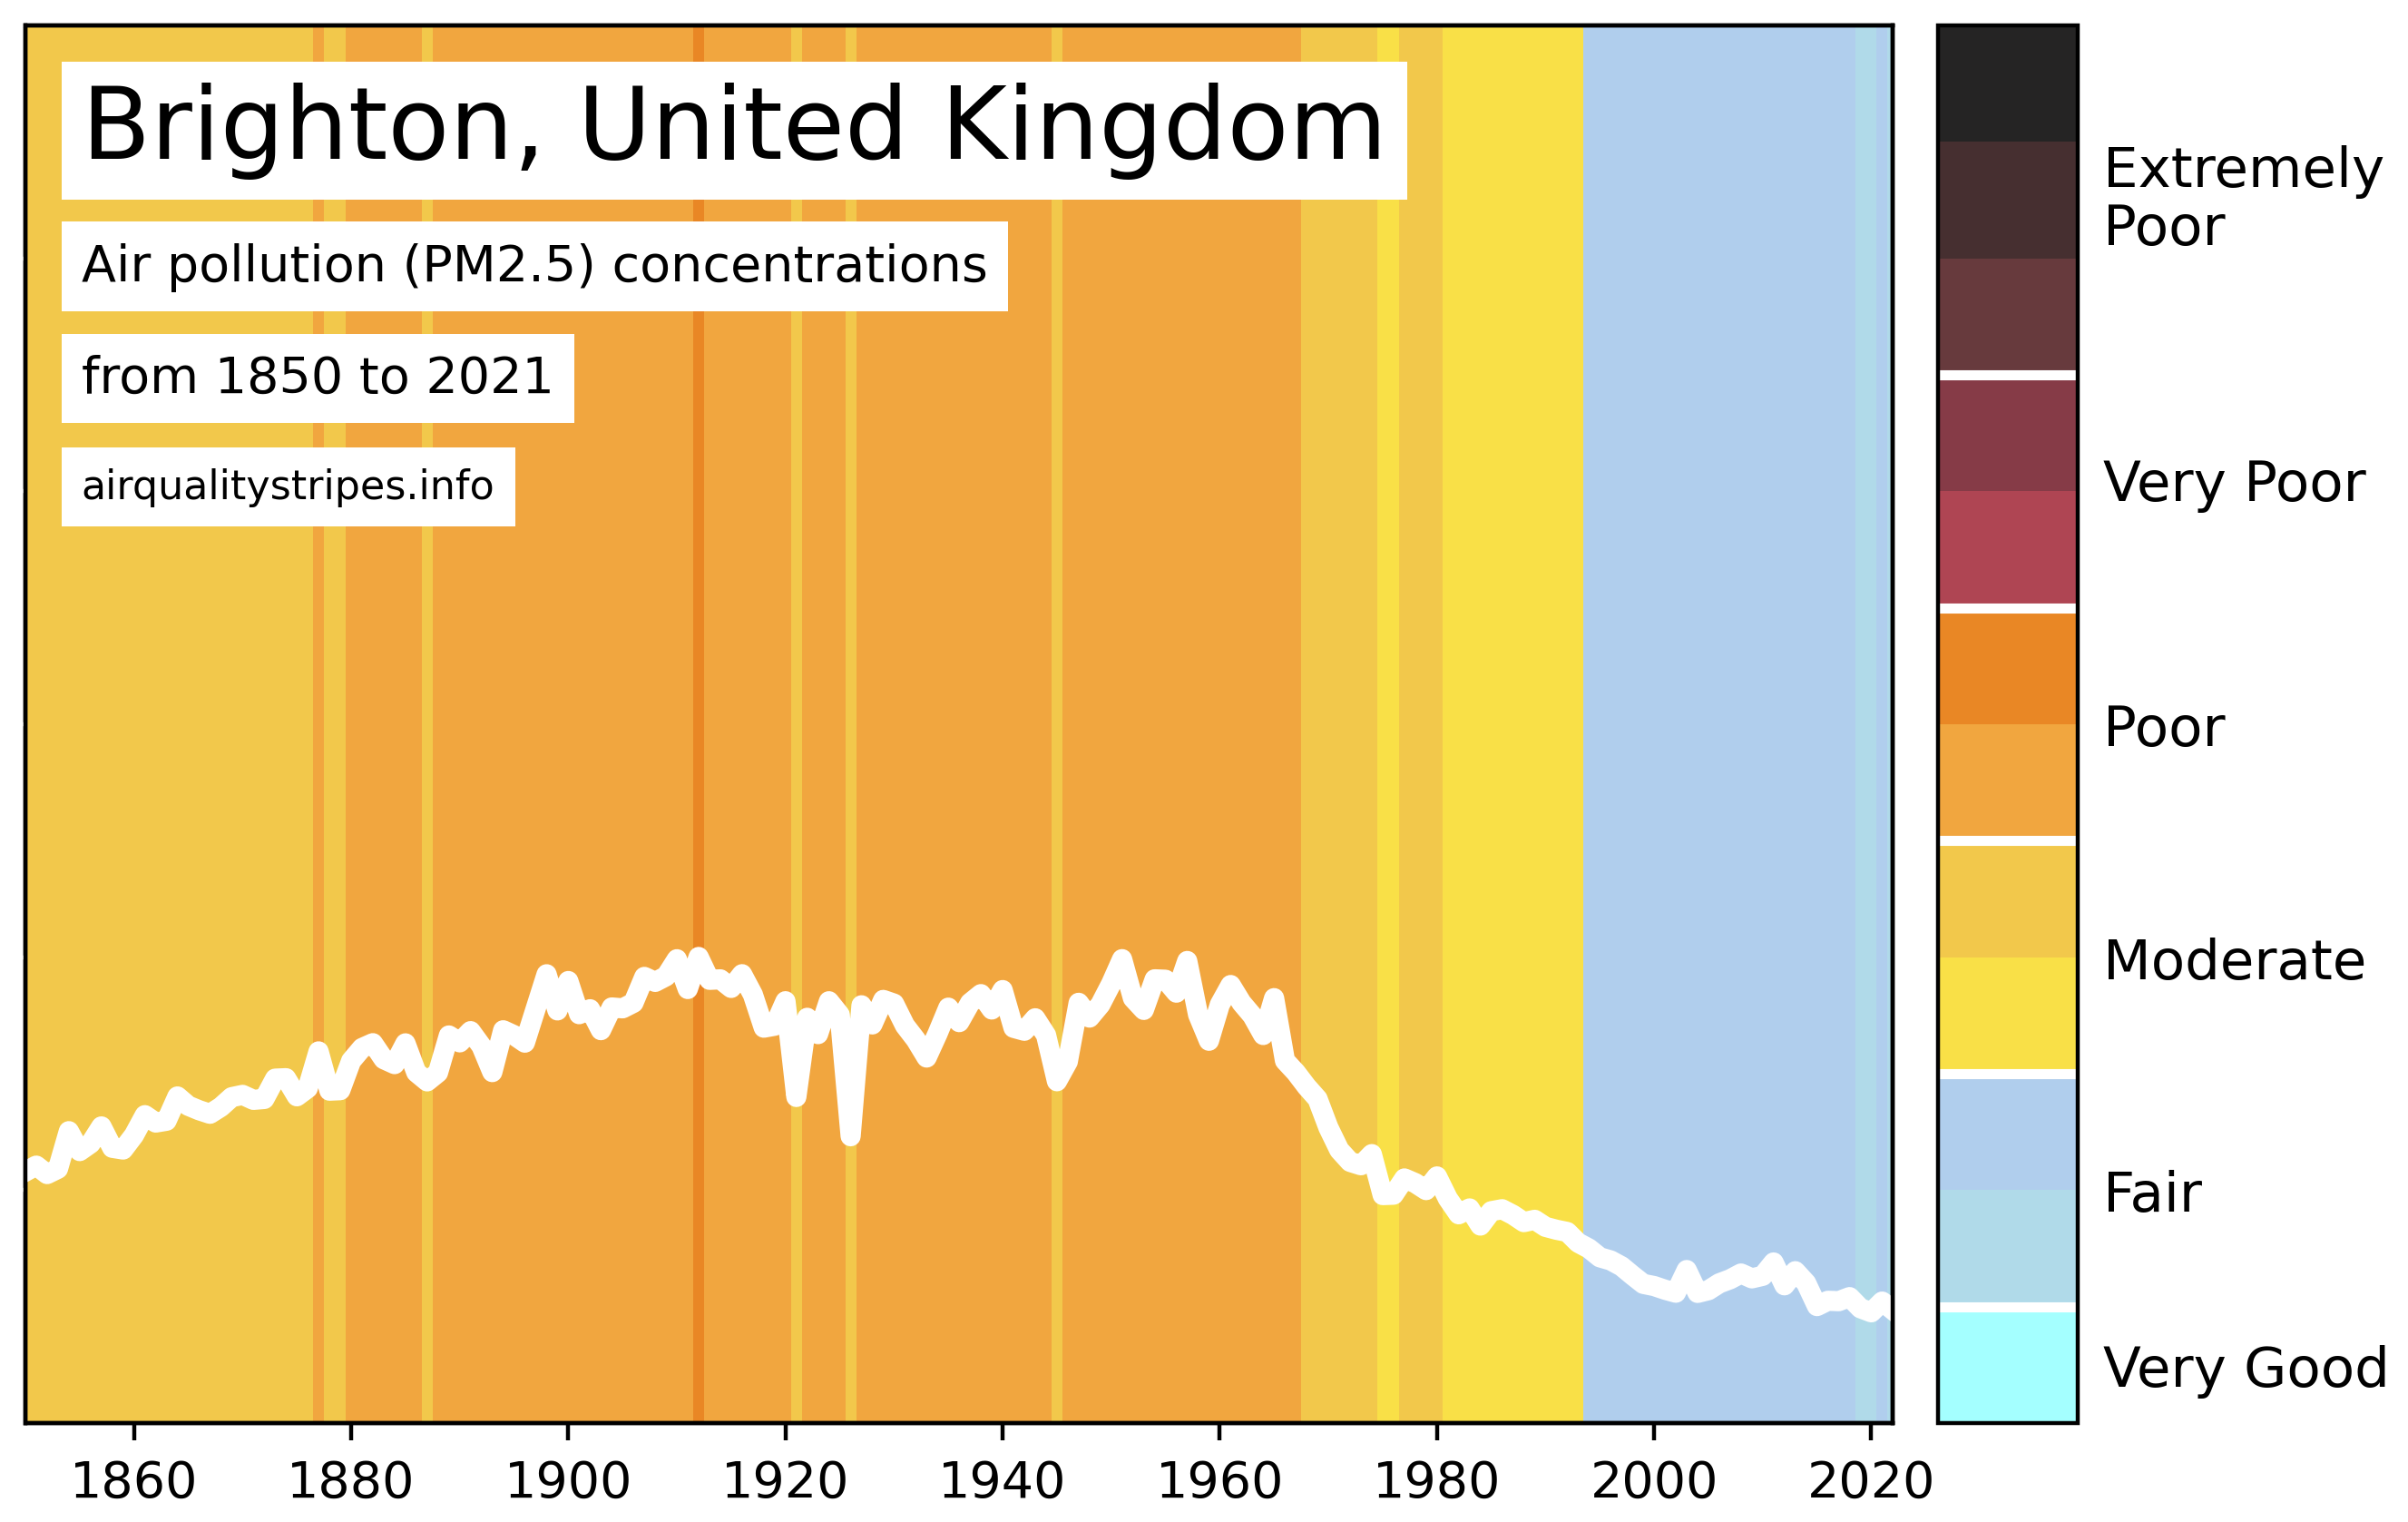 Brighton, United Kingdom
Air pollution (PM2.5) concentrations
from 1850 to 2021
airqualitystripes.info
Extremely
Poor
Very Poor
Poor
Moderate
Fair
Very Good
1860 1880 1900 1920 1940 1960 1980 2000 2020